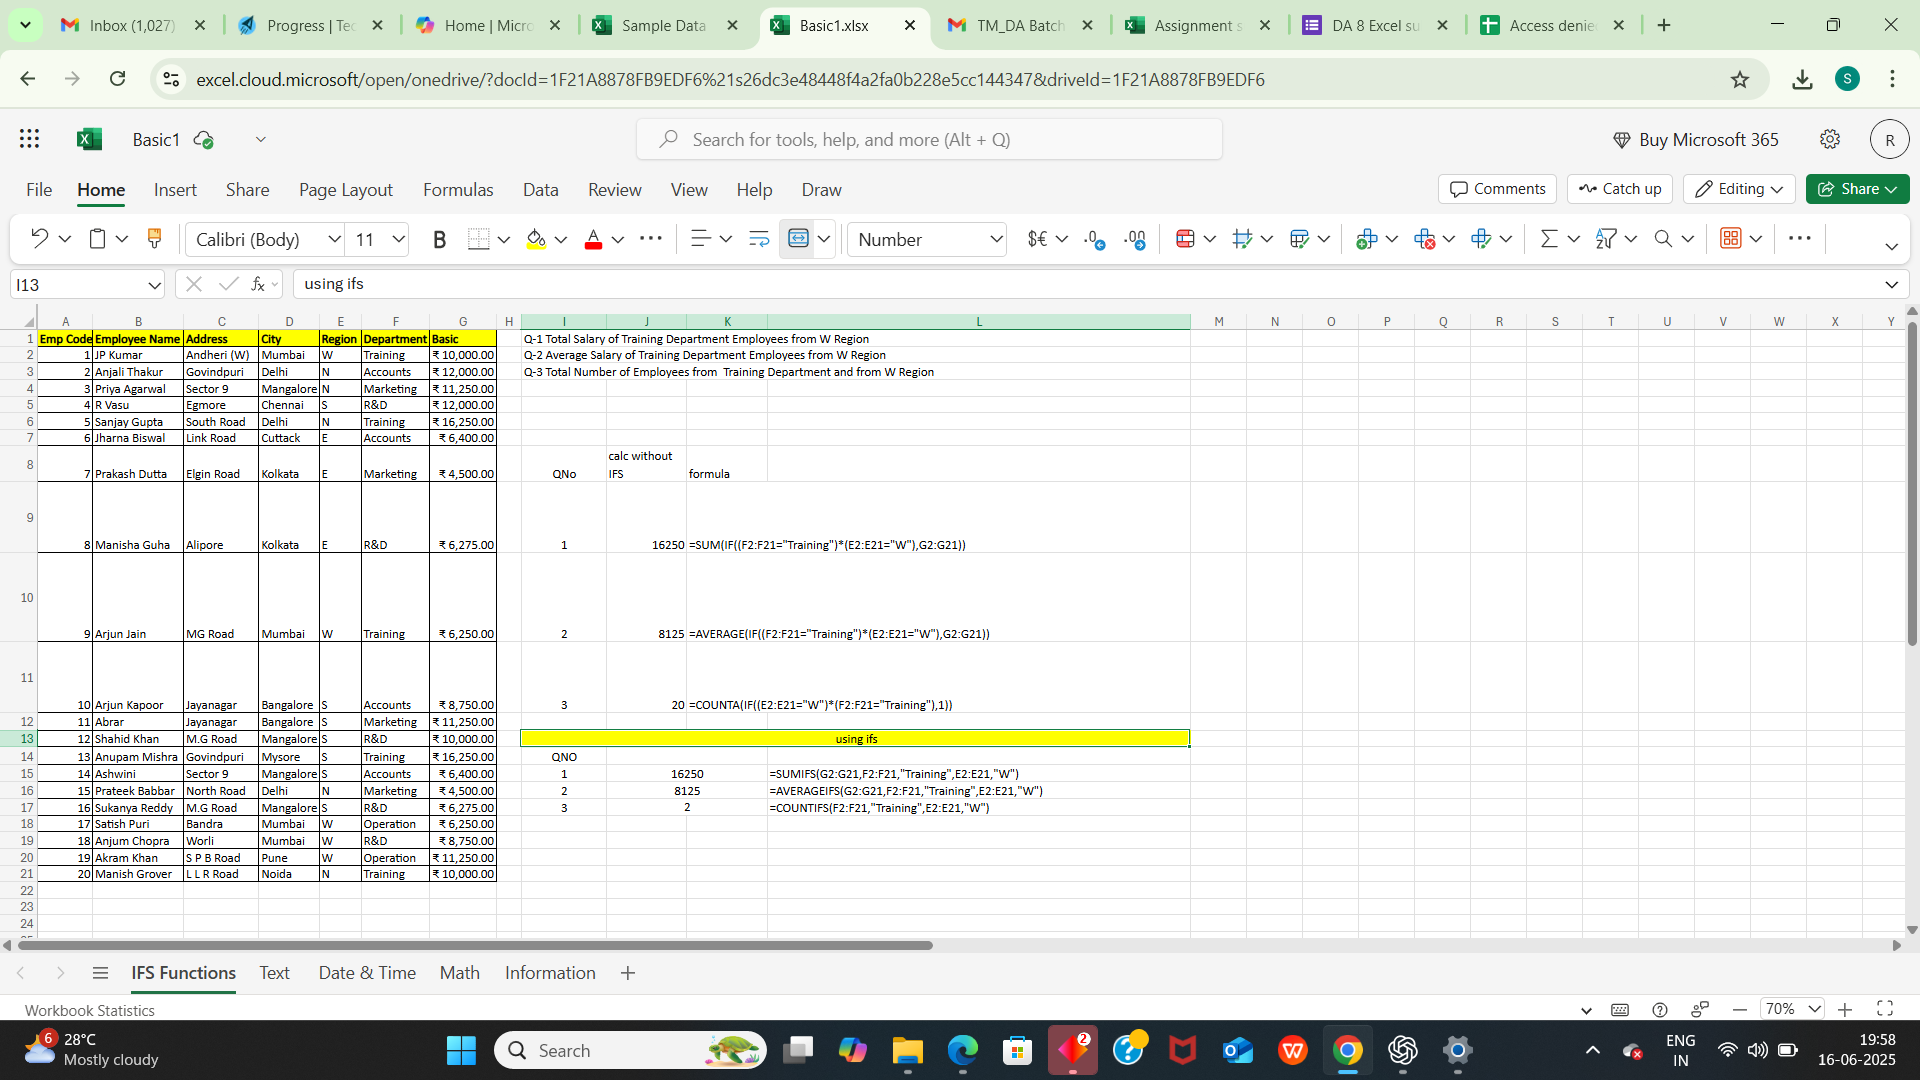 Inbox (1,027)
Progress | Tec
Home | Micro
Sample Data
Basic1.xlsx
TM_DA Batch
Assignment s
DA 8 Excel su
Access denie
excel.cloud.microsoft/open/onedrive/?docId=1F21A8878FB9EDF6%21s26dc3e48448f4a2fa0b228e5cc144347&driveId=1F21A8878FB9EDF6
S
Basic1
Search for tools, help, and more (Alt + Q)
Buy Microsoft 365
R
File Home Insert Share Page Layout Formulas Data Review View Help Draw
Comments Catch up Editing Share
Calibri (Body) 11 B A Number $€ .0 .00
I13 fx using ifs
A B C D E F G H I J K L M N O P Q R S T U V W X Y
1 Emp Code Employee Name Address City Region Department Basic Q-1 Total Salary of Training Department Employees from W Region
2 1 JP Kumar Andheri (W) Mumbai W Training ₹ 10,000.00 Q-2 Average Salary of Training Department Employees from W Region
3 2 Anjali Thakur Govindpuri Delhi N Accounts ₹ 12,000.00 Q-3 Total Number of Employees from  Training Department and from W Region
4 3 Priya Agarwal Sector 9 Mangalore N Marketing ₹ 11,250.00
5 4 R Vasu Egmore Chennai S R&D ₹ 12,000.00
6 5 Sanjay Gupta South Road Delhi N Training ₹ 16,250.00
7 6 Jharna Biswal Link Road Cuttack E Accounts ₹ 6,400.00
calc without
8 7 Prakash Dutta Elgin Road Kolkata E Marketing ₹ 4,500.00 QNo IFS formula
9 8 Manisha Guha Alipore Kolkata E R&D ₹ 6,275.00 1 16250 =SUM(IF((F2:F21="Training")*(E2:E21="W"),G2:G21))
10 9 Arjun Jain MG Road Mumbai W Training ₹ 6,250.00 2 8125 =AVERAGE(IF((F2:F21="Training")*(E2:E21="W"),G2:G21))
11 10 Arjun Kapoor Jayanagar Bangalore S Accounts ₹ 8,750.00 3 20 =COUNTA(IF((E2:E21="W")*(F2:F21="Training"),1))
12 11 Abrar Jayanagar Bangalore S Marketing ₹ 11,250.00
13 12 Shahid Khan M.G Road Mangalore S R&D ₹ 10,000.00 using ifs
14 13 Anupam Mishra Govindpuri Mysore S Training ₹ 16,250.00 QNO
15 14 Ashwini Sector 9 Mangalore S Accounts ₹ 6,400.00 1 16250 =SUMIFS(G2:G21,F2:F21,"Training",E2:E21,"W")
16 15 Prateek Babbar North Road Delhi N Marketing ₹ 4,500.00 2 8125 =AVERAGEIFS(G2:G21,F2:F21,"Training",E2:E21,"W")
17 16 Sukanya Reddy M.G Road Mangalore S R&D ₹ 6,275.00 3 2 =COUNTIFS(F2:F21,"Training",E2:E21,"W")
18 17 Satish Puri Bandra Mumbai W Operation ₹ 6,250.00
19 18 Anjum Chopra Worli Mumbai W R&D ₹ 8,750.00
20 19 Akram Khan S P B Road Pune W Operation ₹ 11,250.00
21 20 Manish Grover L L R Road Noida N Training ₹ 10,000.00
22
23
24
IFS Functions Text Date & Time Math Information
Workbook Statistics 70%
6 28°C
Mostly cloudy
Search
2
ENG
IN
19:58
16-06-2025